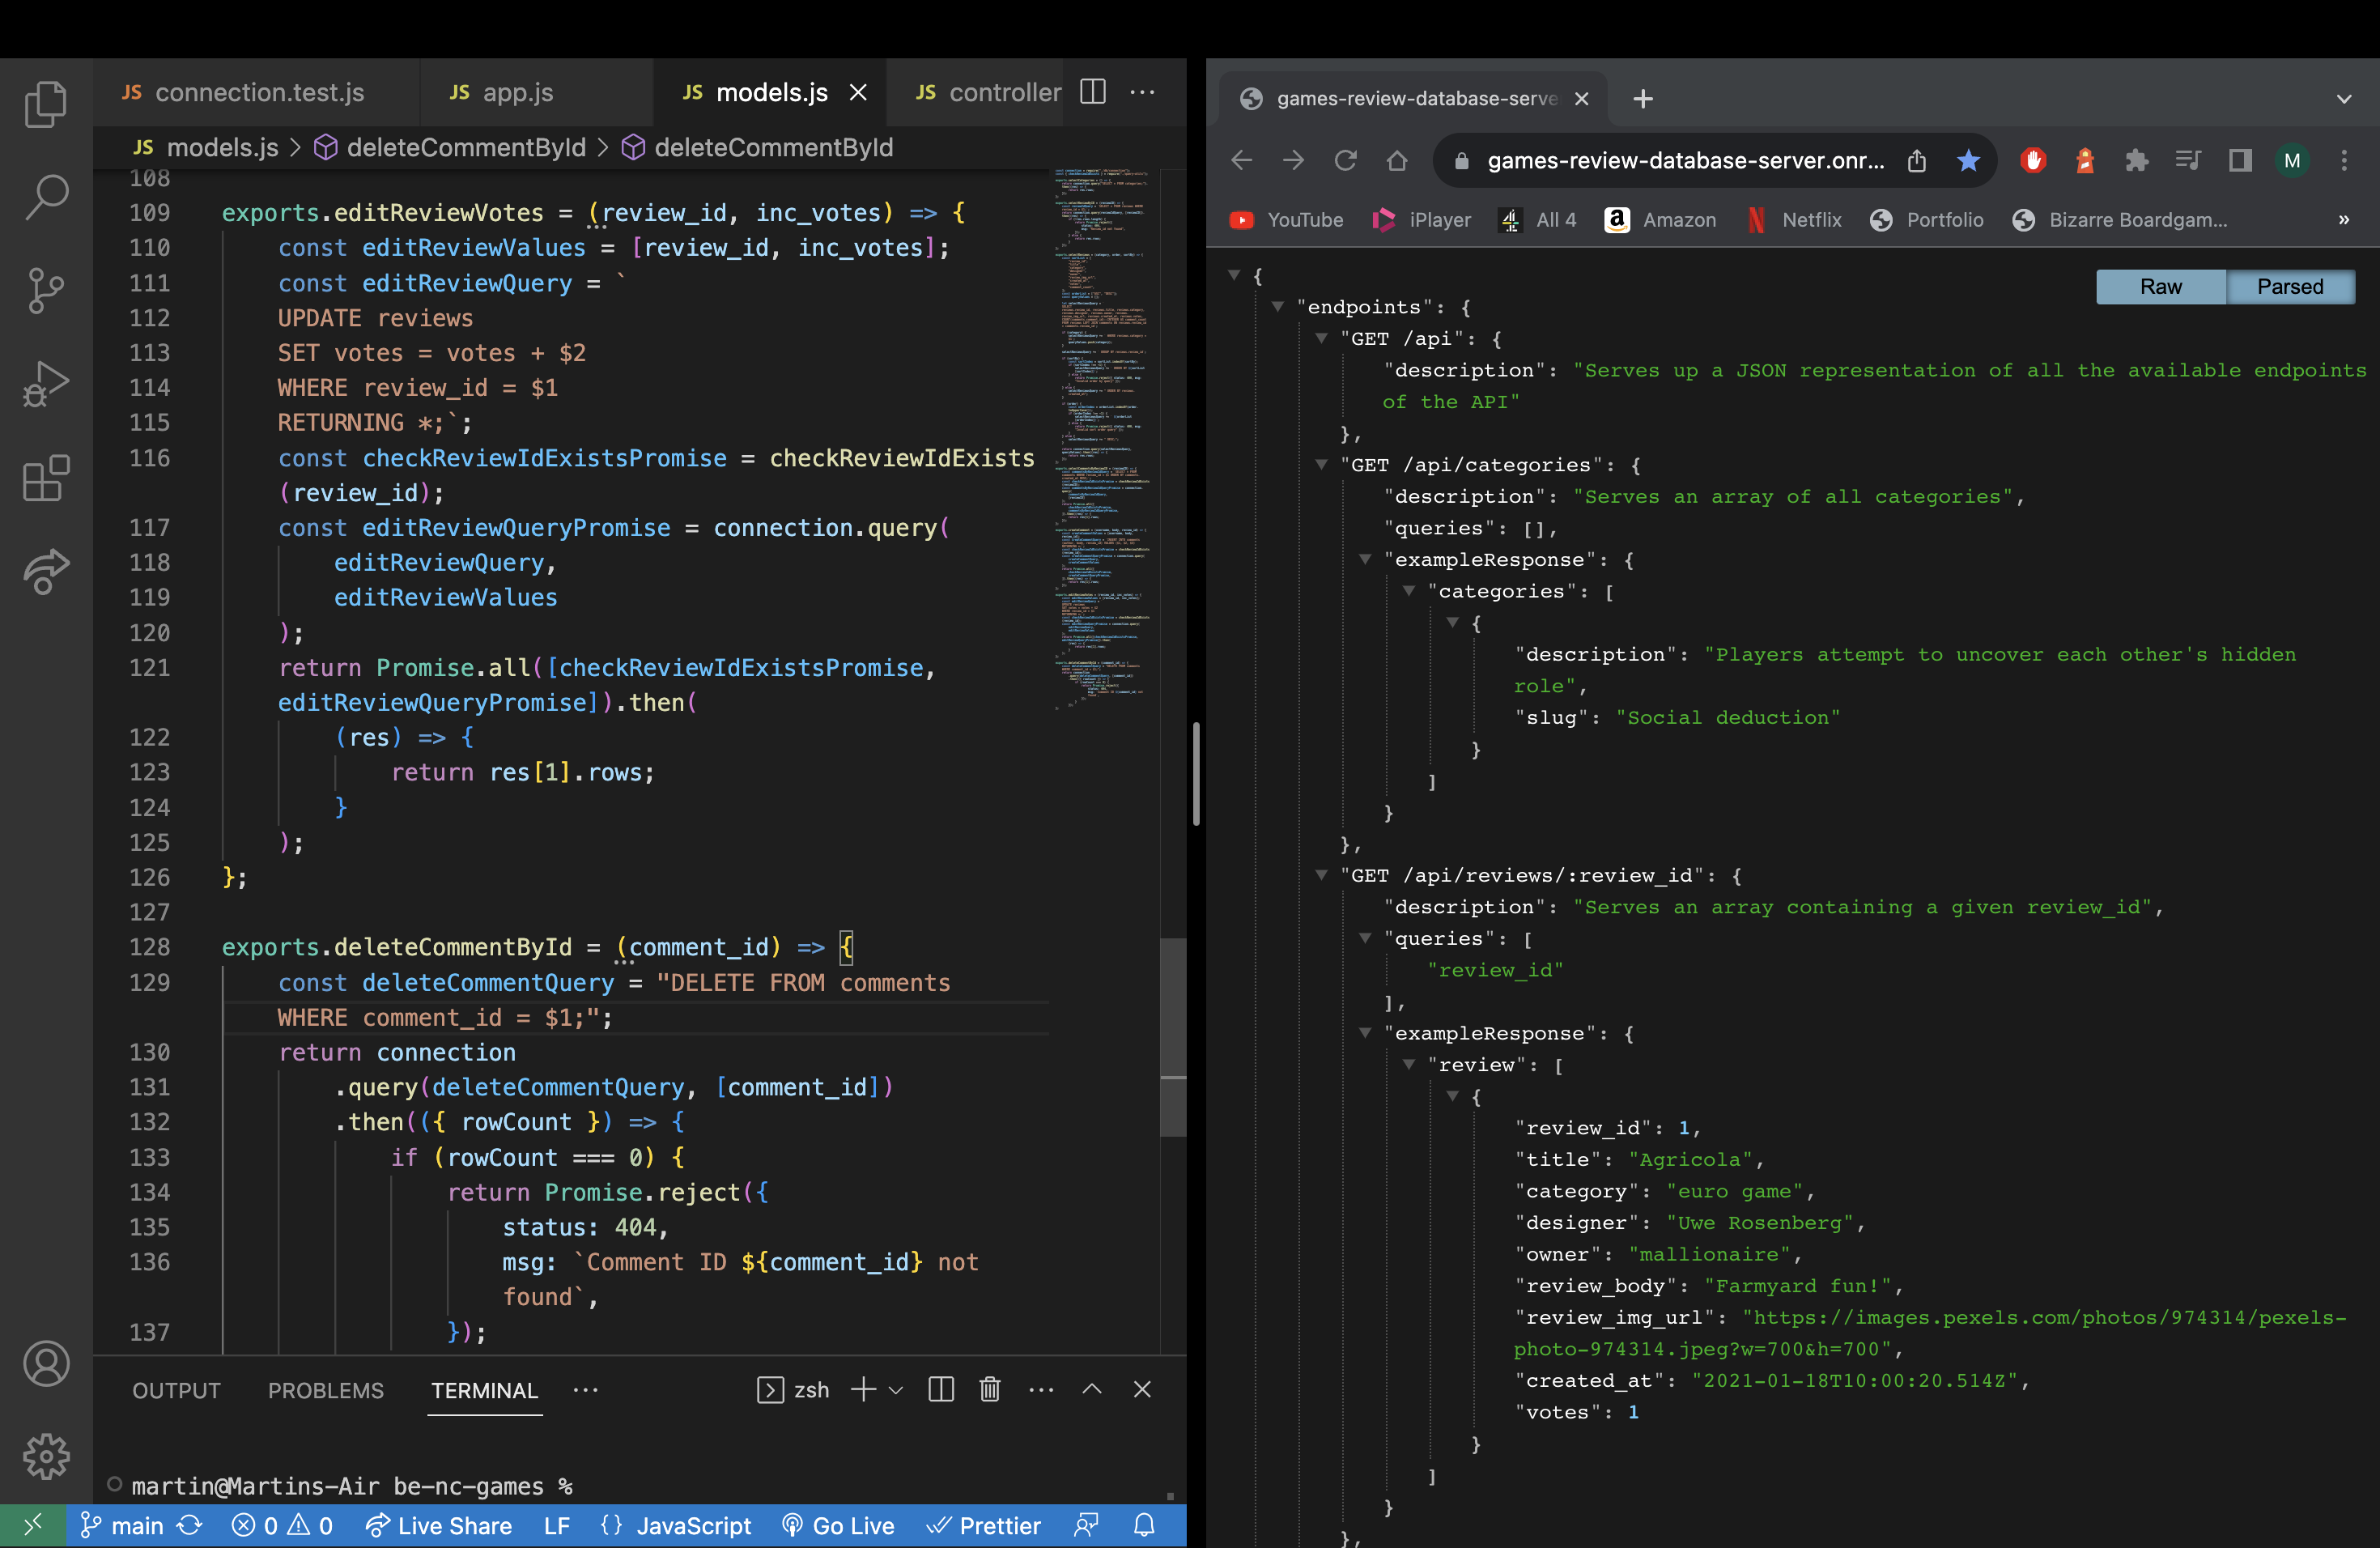 JS connection.test.js
JS app.js
JS models.js
JS controller
JS models.js > deleteCommentById > deleteCommentById
108
109 exports.editReviewVotes = (review_id, inc_votes) => {
110 const editReviewValues = [review_id, inc_votes];
111 const editReviewQuery = `
112 UPDATE reviews
113 SET votes = votes + $2
114 WHERE review_id = $1
115 RETURNING *;`;
116 const checkReviewIdExistsPromise = checkReviewIdExists
(review_id);
117 const editReviewQueryPromise = connection.query(
118 editReviewQuery,
119 editReviewValues
120 );
121 return Promise.all([checkReviewIdExistsPromise,
editReviewQueryPromise]).then(
122 (res) => {
123 return res[1].rows;
124 }
125 );
126 };
127
128 exports.deleteCommentById = (comment_id) => {
129 const deleteCommentQuery = "DELETE FROM comments
WHERE comment_id = $1;";
130 return connection
131 .query(deleteCommentQuery, [comment_id])
132 .then(({ rowCount }) => {
133 if (rowCount === 0) {
134 return Promise.reject({
135 status: 404,
136 msg: `Comment ID ${comment_id} not
found`,
137 });
OUTPUT PROBLEMS TERMINAL ··· zsh
martin@Martins-Air be-nc-games %
main 0 0 Live Share LF {} JavaScript Go Live Prettier
games-review-database-serve
games-review-database-server.onr...
M
YouTube iPlayer All 4 Amazon Netflix Portfolio Bizarre Boardgam... »
Raw Parsed
{
"endpoints": {
"GET /api": {
"description": "Serves up a JSON representation of all the available endpoints
of the API"
},
"GET /api/categories": {
"description": "Serves an array of all categories",
"queries": [],
"exampleResponse": {
"categories": [
{
"description": "Players attempt to uncover each other's hidden
role",
"slug": "Social deduction"
}
]
}
},
"GET /api/reviews/:review_id": {
"description": "Serves an array containing a given review_id",
"queries": [
"review_id"
],
"exampleResponse": {
"review": [
{
"review_id": 1,
"title": "Agricola",
"category": "euro game",
"designer": "Uwe Rosenberg",
"owner": "mallionaire",
"review_body": "Farmyard fun!",
"review_img_url": "https://images.pexels.com/photos/974314/pexels-
photo-974314.jpeg?w=700&h=700",
"created_at": "2021-01-18T10:00:20.514Z",
"votes": 1
}
]
}
},